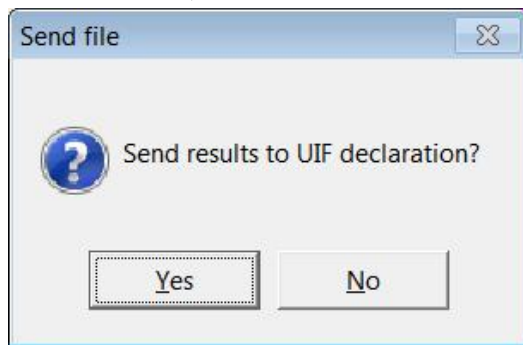 Send file
Send results to UIF declaration?
Yes
No